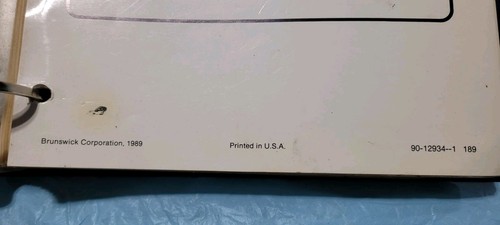 Brunswick Corporation, 1989 Printed in U.S.A. 90-12934--1 189